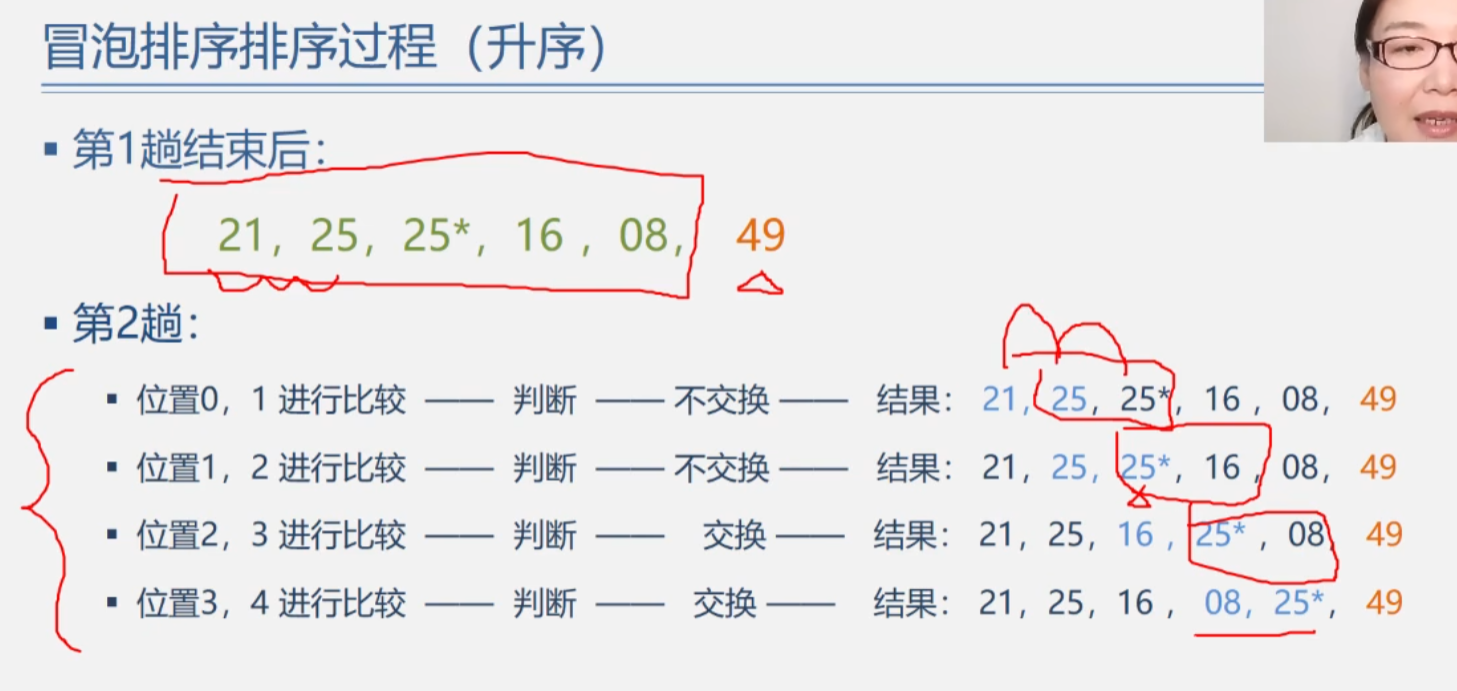 冒泡排序排序过程（升序）
▪ 第1趟结束后：
21，25，25*，16，08， 49
▪ 第2趟：
▪ 位置0，1 进行比较 —— 判断 —— 不交换 —— 结果： 21，25，25*，16，08， 49
▪ 位置1，2 进行比较 —— 判断 —— 不交换 —— 结果： 21，25，25*，16，08， 49
▪ 位置2，3 进行比较 —— 判断 —— 交换 —— 结果： 21，25，16，25*，08 49
▪ 位置3，4 进行比较 —— 判断 —— 交换 —— 结果： 21，25，16，08，25*， 49